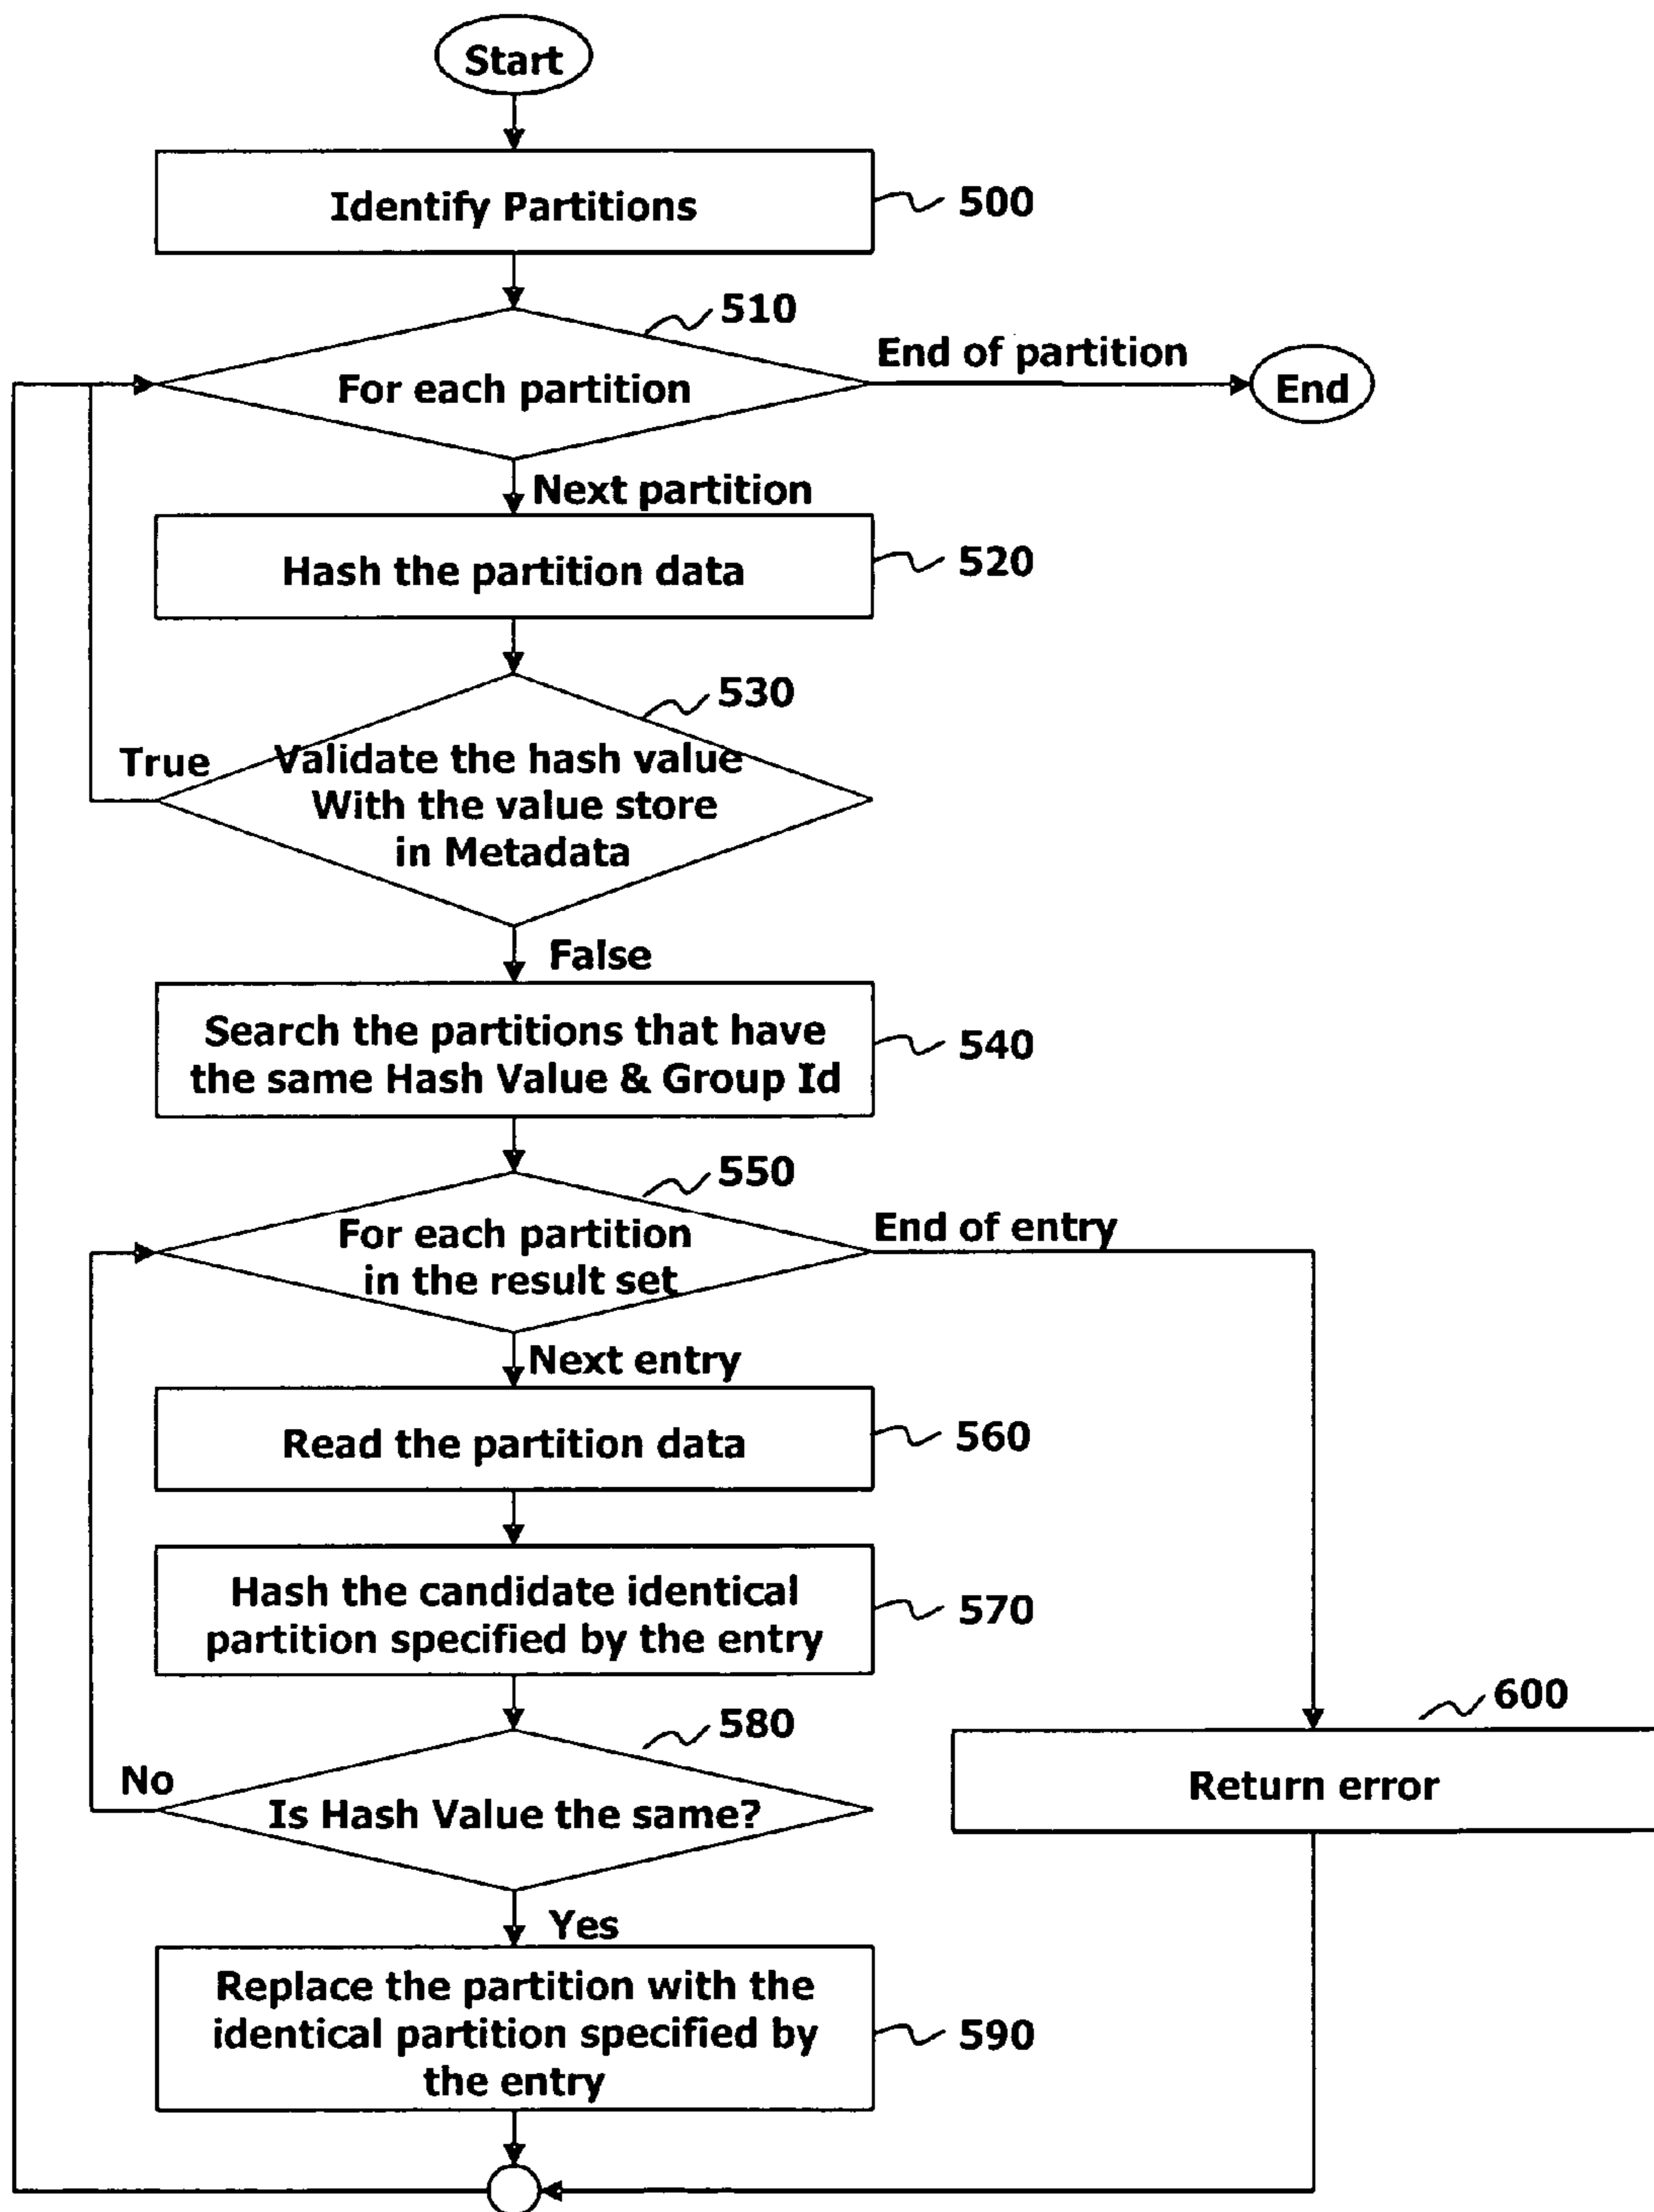 Start
Identify Partitions
500
510
For each partition
End of partition
End
Next partition
Hash the partition data
520
530
True
Validate the hash value
With the value store
in Metadata
False
Search the partitions that have
the same Hash Value & Group Id
540
550
For each partition
in the result set
End of entry
Next entry
Read the partition data
560
Hash the candidate identical
partition specified by the entry
570
580
No
Is Hash Value the same?
600
Return error
Yes
Replace the partition with the
identical partition specified by
the entry
590